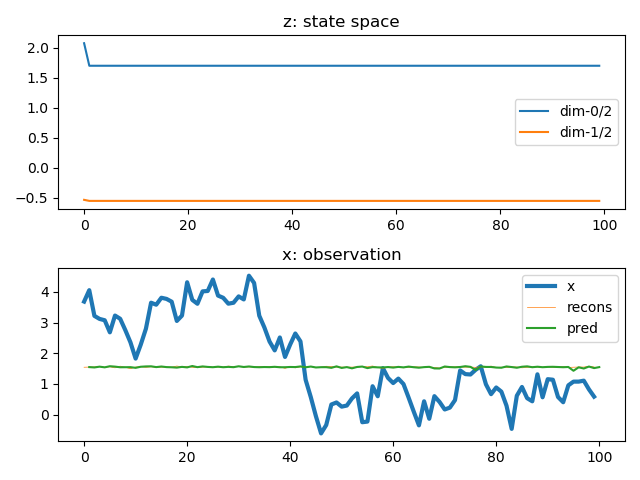 z: state space
2.0
1.5
1.0
0.5
0.0
−0.5
dim-0/2
dim-1/2
0 20 40 60 80 100
x: observation
4
3
2
1
0
x
recons
pred
0 20 40 60 80 100